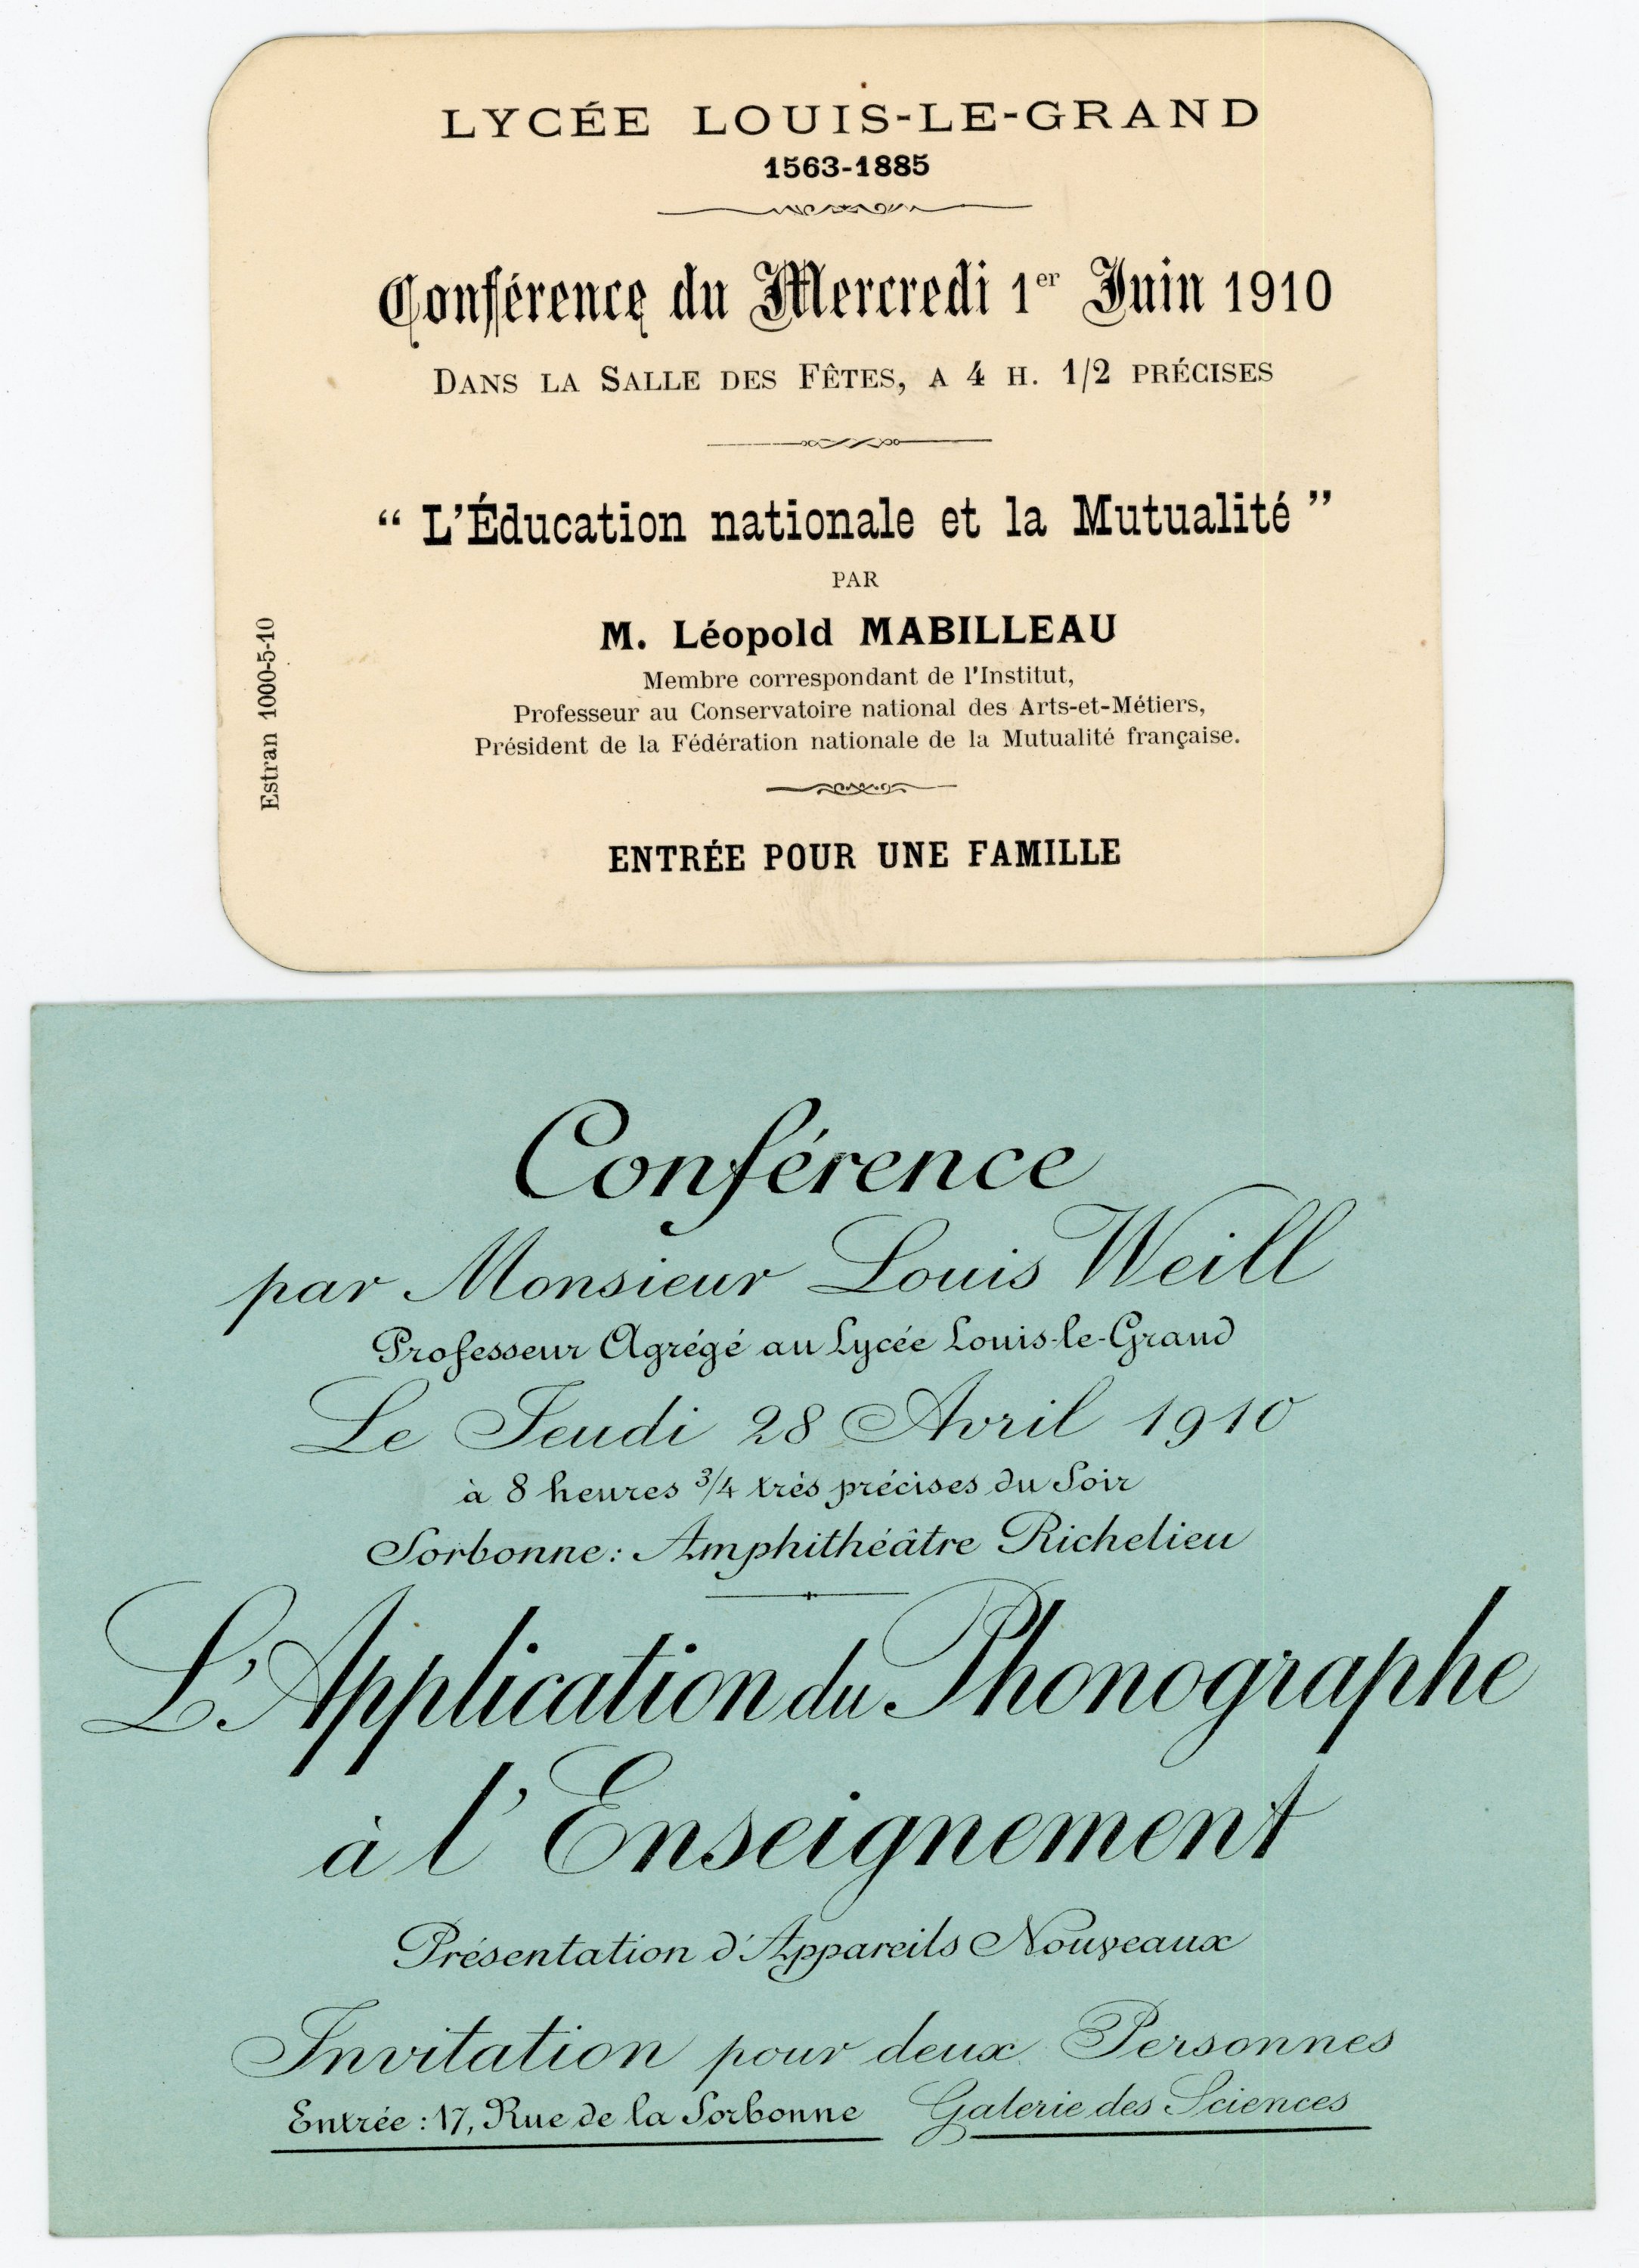 LYCÉE LOUIS-LE-GRAND
1563-1885
Conférence du Mercredi 1er Juin 1910
DANS LA SALLE DES FÊTES, A 4 H. 1/2 PRÉCISES
“ L'Éducation nationale et la Mutualité ”
PAR
M. Léopold MABILLEAU
Membre correspondant de l'Institut,
Professeur au Conservatoire national des Arts-et-Métiers,
Président de la Fédération nationale de la Mutualité française.
ENTRÉE POUR UNE FAMILLE
Estran 1000-5-10
Conférence
par Monsieur Louis Weill
Professeur Agrégé au Lycée Louis-le-Grand
Le Jeudi 28 Avril 1910
à 8 heures 3/4 très précises du Soir
Sorbonne: Amphithéâtre Richelieu
L'Application du Phonographe
à l'Enseignement
Présentation d'Appareils Nouveaux
Invitation pour deux Personnes
Entrée : 17, Rue de la Sorbonne Galerie des Sciences